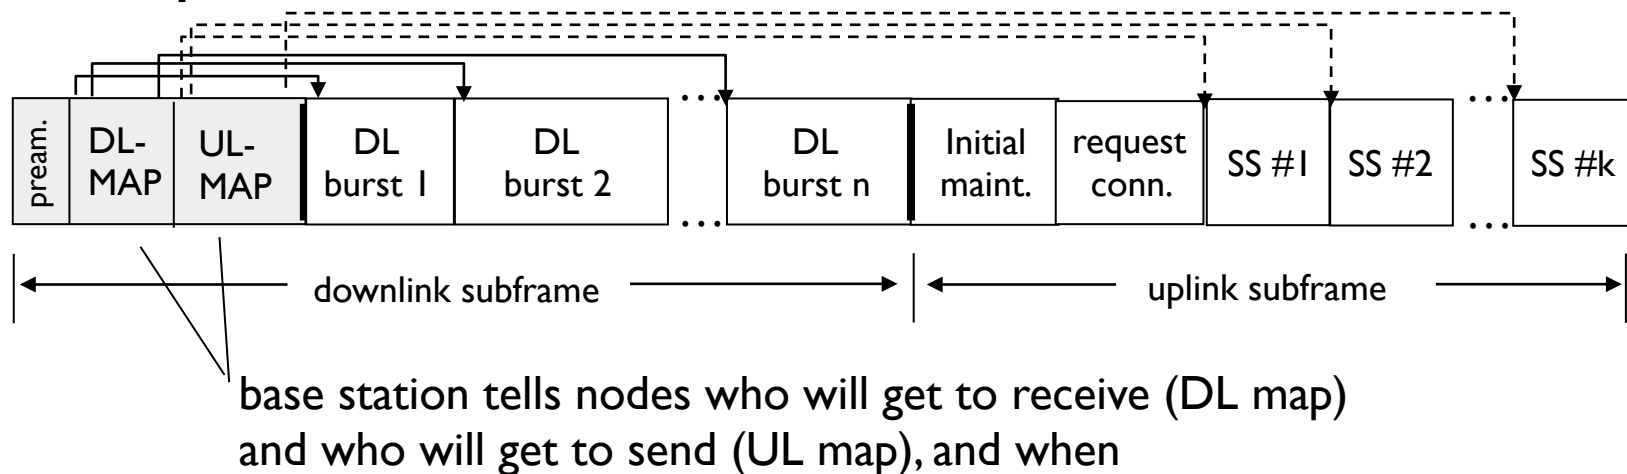 pream.
DL-
MAP
UL-
MAP
DL
burst 1
DL
burst 2
...
...
DL
burst n
Initial
maint.
request
conn.
SS #1
SS #2
...
...
SS #k
downlink subframe
uplink subframe
base station tells nodes who will get to receive (DL map)
and who will get to send (UL map), and when